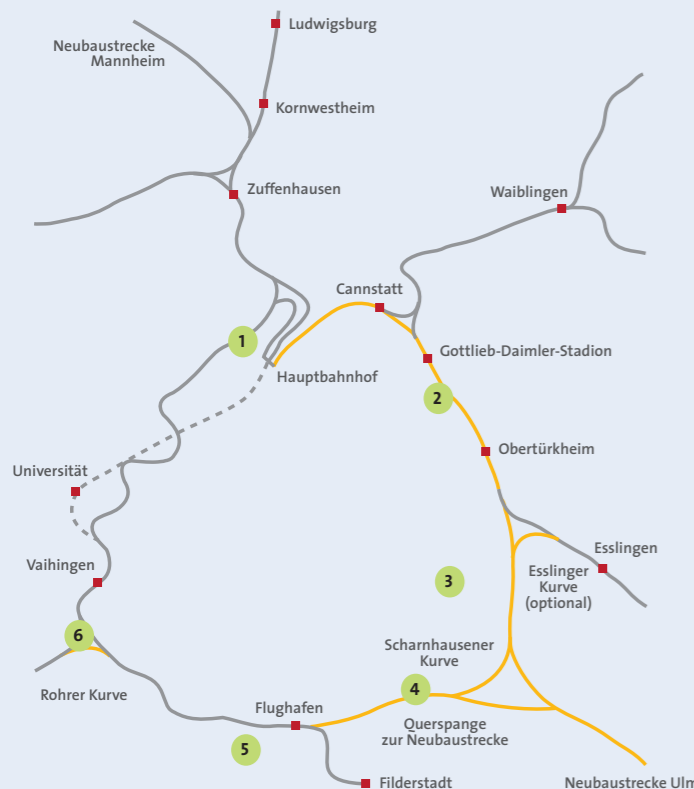 Ludwigsburg
Neubaustrecke
Mannheim
Kornwestheim
Zuffenhausen
Waiblingen
Cannstatt
1
Gottlieb-Daimler-Stadion
Hauptbahnhof
2
Obertürkheim
Universität
Esslingen
Vaihingen
3
Esslinger
Kurve
(optional)
6
Scharnhausener
Kurve
Rohrer Kurve
4
Flughafen
Querspange
zur Neubaustrecke
5
Filderstadt
Neubaustrecke Ulm